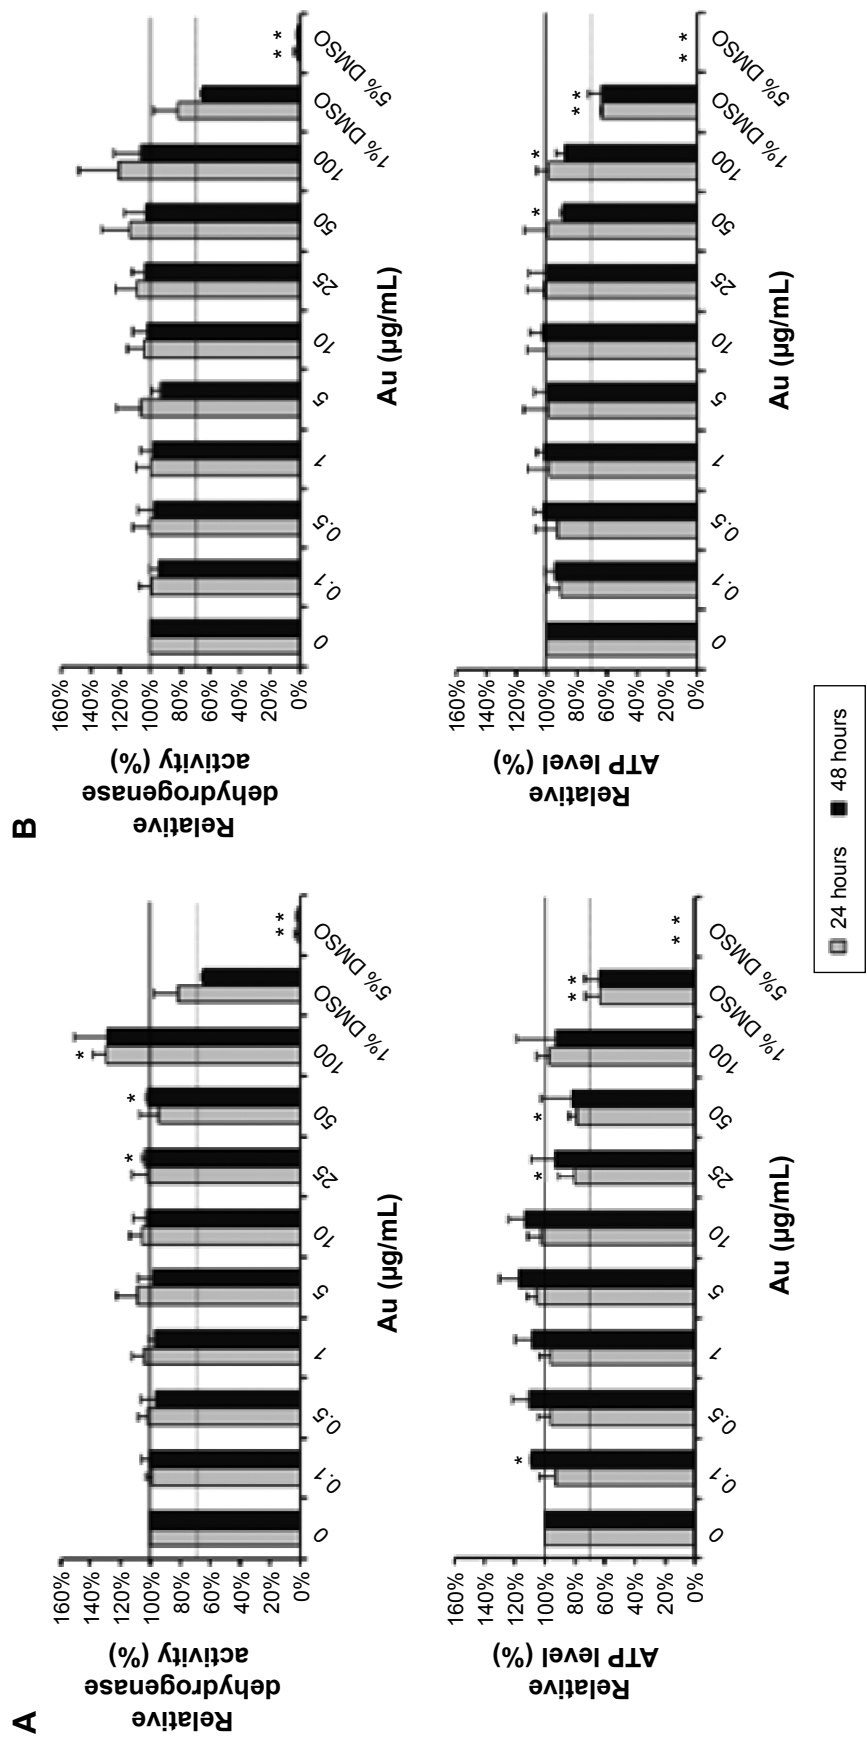 A
Relative
dehydrogenase
activity (%)
160%
140%
120%
100%
80%
60%
40%
20%
0%
*
*
*
* *
0 0.1 0.5 1 5 10 25 50 100 1% DMSO 5% DMSO
Au (µg/mL)
Relative
ATP level (%)
160%
140%
120%
100%
80%
60%
40%
20%
0%
*
*
*
* *
* *
0 0.1 0.5 1 5 10 25 50 100 1% DMSO 5% DMSO
Au (µg/mL)
B
Relative
dehydrogenase
activity (%)
160%
140%
120%
100%
80%
60%
40%
20%
0%
* *
0 0.1 0.5 1 5 10 25 50 100 1% DMSO 5% DMSO
Au (µg/mL)
Relative
ATP level (%)
160%
140%
120%
100%
80%
60%
40%
20%
0%
*
*
* *
* *
0 0.1 0.5 1 5 10 25 50 100 1% DMSO 5% DMSO
Au (µg/mL)
24 hours 48 hours